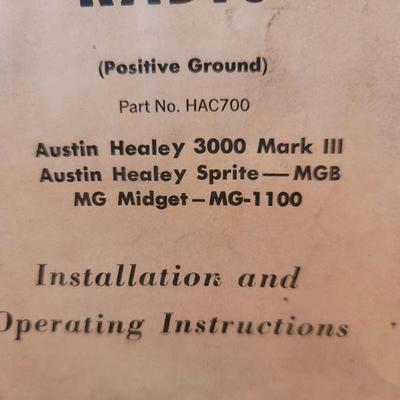 RADIO
(Positive Ground)
Part No. HAC700
Austin Healey 3000 Mark III
Austin Healey Sprite—MGB
MG Midget—MG-1100
Installation and
Operating Instructions